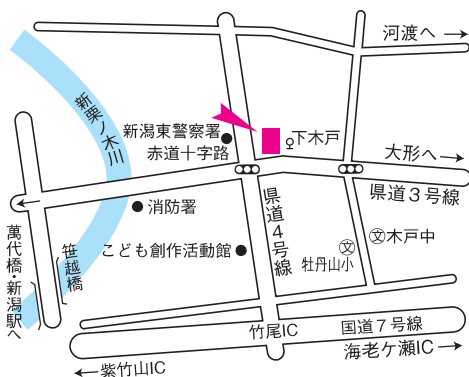 河渡へ
新栗ノ木川
新潟東警察署
赤道十字路
下木戸
大形へ
県道3号線
消防署
県道4号線
文木戸中
こども創作活動館
文
牡丹山小
笹越橋
萬代橋・新潟駅へ
竹尾IC
国道7号線
海老ケ瀬IC
紫竹山IC